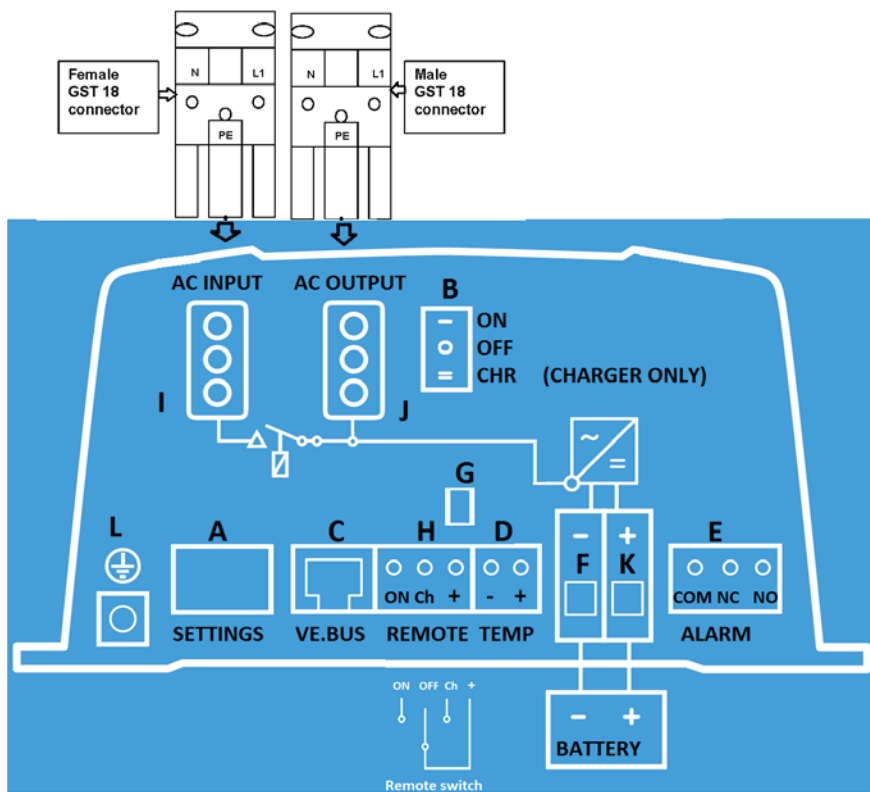 Female
GST 18
connector
N L1
PE
N L1
PE
Male
GST 18
connector
AC INPUT
AC OUTPUT
B
ON
OFF
CHR (CHARGER ONLY)
I
J
G
L
A
C
H
D
F
K
E
- +
ON Ch +
- +
COM NC NO
SETTINGS
VE.BUS
REMOTE
TEMP
ALARM
ON OFF Ch +
Remote switch
- +
BATTERY